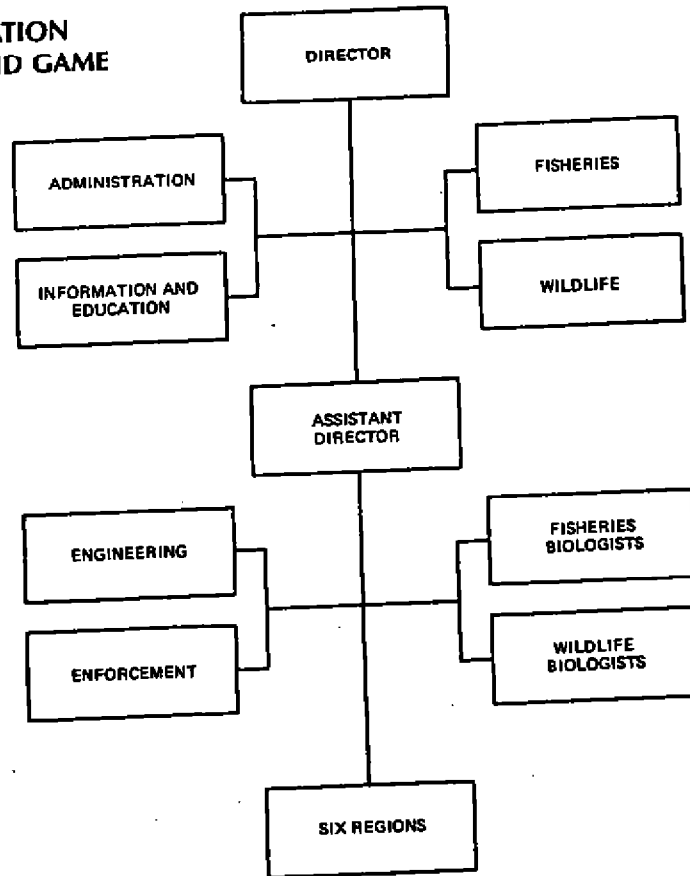 ATION
ND GAME
DIRECTOR
ADMINISTRATION
FISHERIES
INFORMATION AND
EDUCATION
WILDLIFE
ASSISTANT
DIRECTOR
ENGINEERING
FISHERIES
BIOLOGISTS
ENFORCEMENT
WILDLIFE
BIOLOGISTS
SIX REGIONS